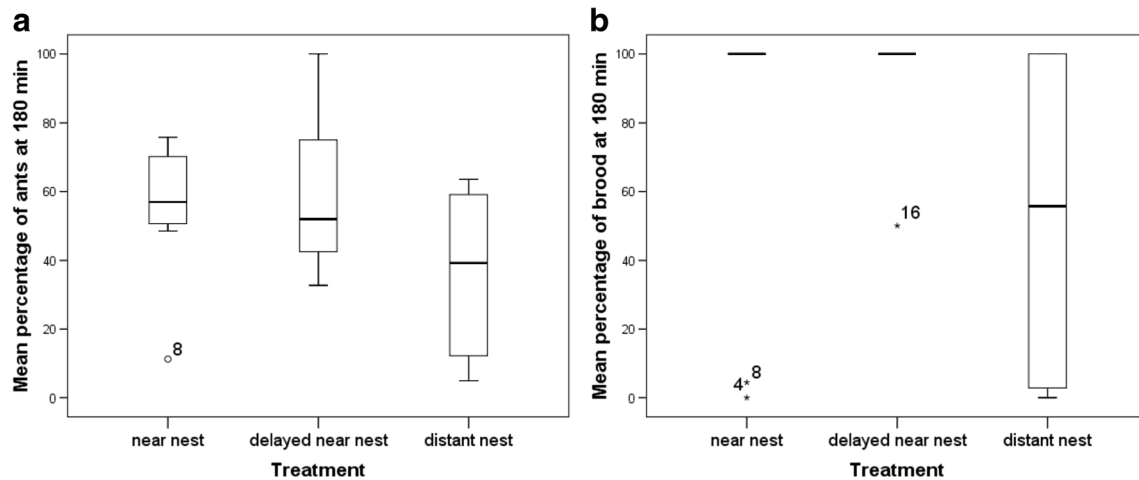 a
Mean percentage of ants at 180 min
100
80
60
40
20
0
8
near nest
delayed near nest
distant nest
Treatment
b
Mean percentage of brood at 180 min
100
80
60
40
20
0
16
8
4
near nest
delayed near nest
distant nest
Treatment